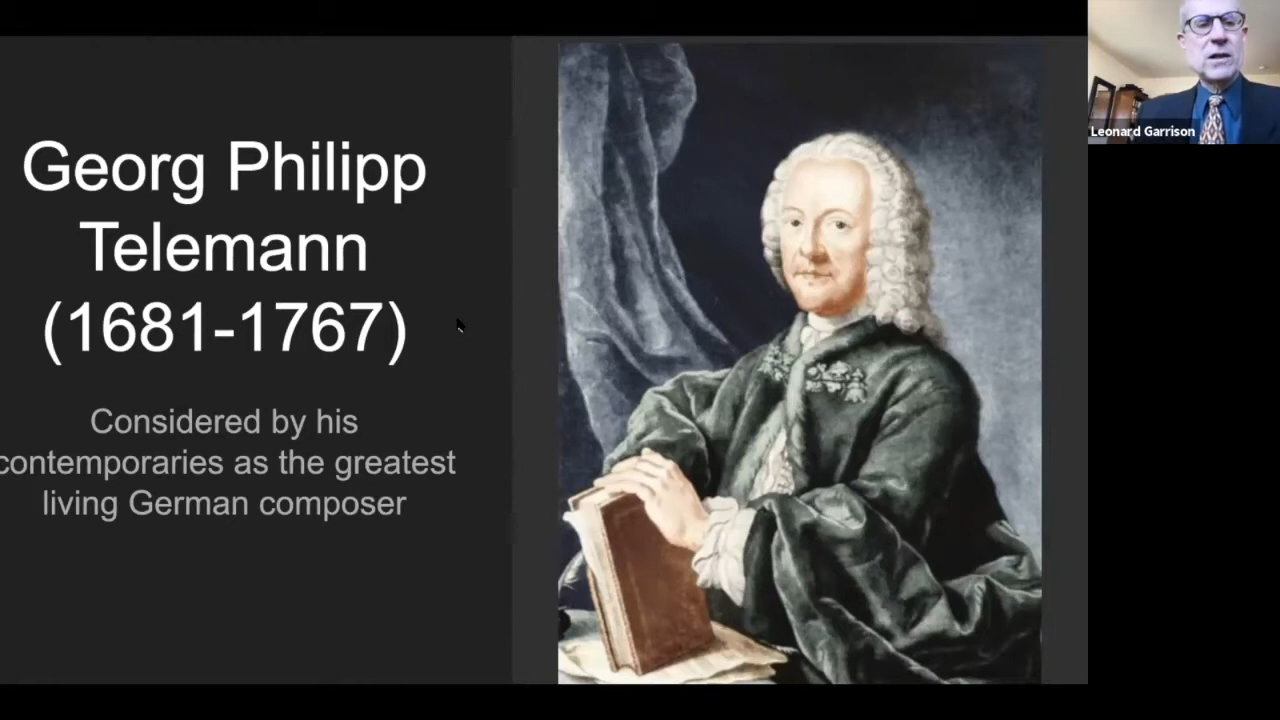 Georg Philipp
Telemann
(1681-1767)
Considered by his
contemporaries as the greatest
living German composer
Leonard Garrison